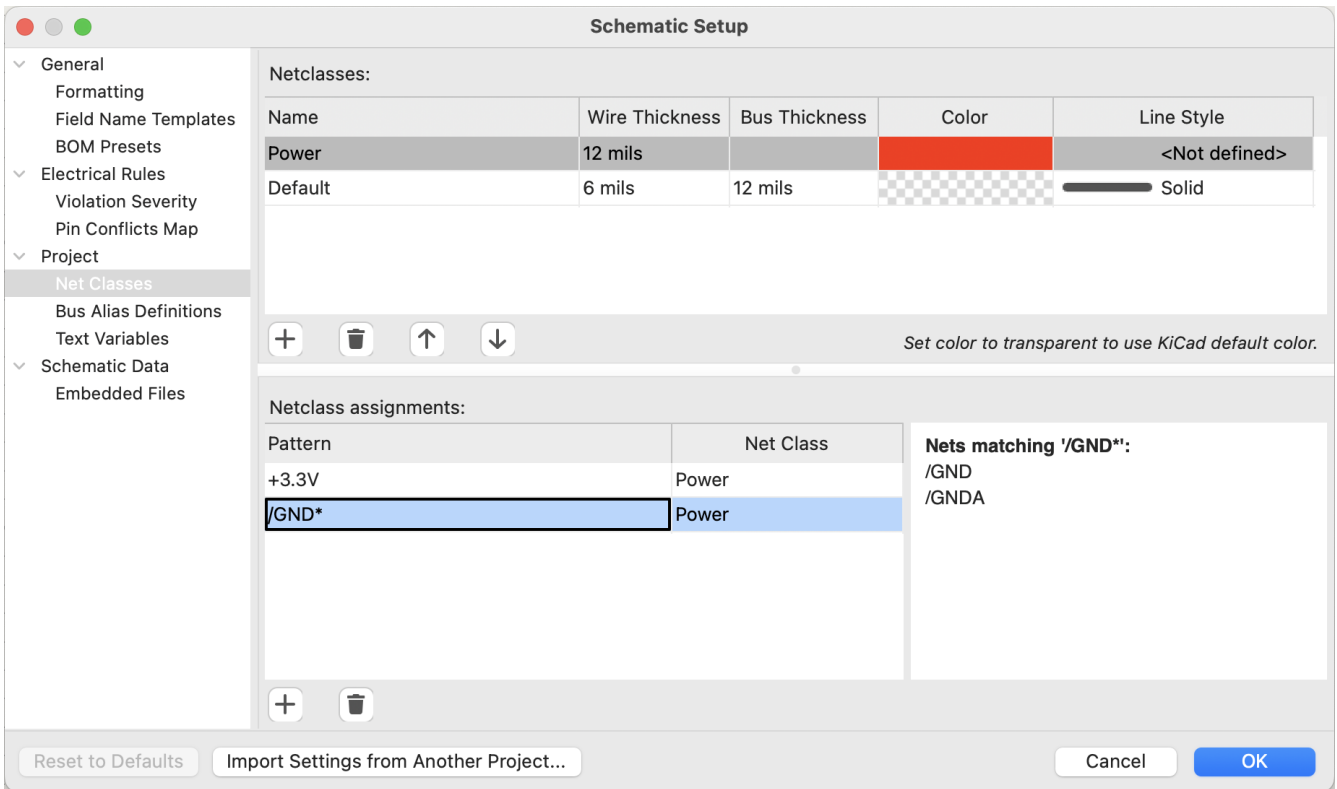 Schematic Setup
General
Formatting
Field Name Templates
BOM Presets
Electrical Rules
Violation Severity
Pin Conflicts Map
Project
Net Classes
Bus Alias Definitions
Text Variables
Schematic Data
Embedded Files
Netclasses:
Name Wire Thickness Bus Thickness Color Line Style
Power 12 mils <Not defined>
Default 6 mils 12 mils Solid
Set color to transparent to use KiCad default color.
Netclass assignments:
Pattern Net Class
+3.3V Power
/GND* Power
Nets matching '/GND*':
/GND
/GNDA
Reset to Defaults Import Settings from Another Project... Cancel OK